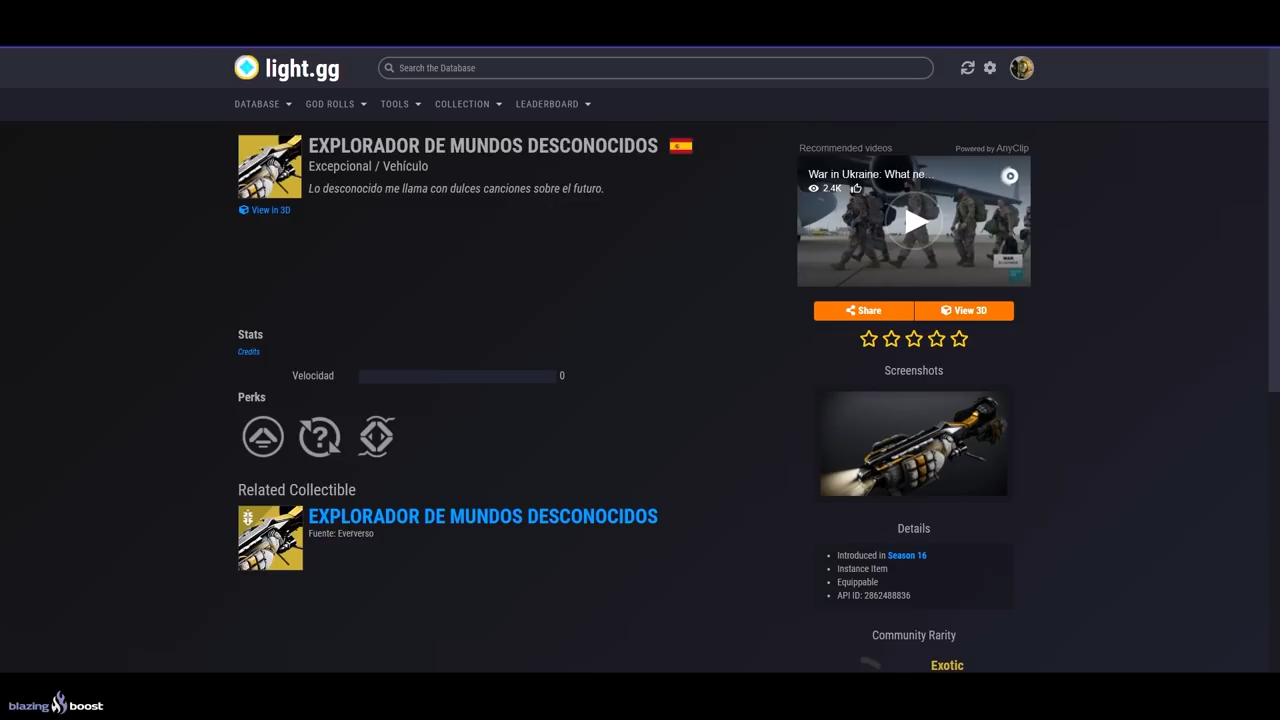 light.gg
Search the Database
DATABASE GOD ROLLS TOOLS COLLECTION LEADERBOARD
EXPLORADOR DE MUNDOS DESCONOCIDOS
Excepcional / Vehículo
Lo desconocido me llama con dulces canciones sobre el futuro.
View in 3D
Recommended videos Powered by AnyClip
War in Ukraine: What ne...
2.4K
WAR
Share View 3D
Stats
Credits
Velocidad 0
Perks
Related Collectible
EXPLORADOR DE MUNDOS DESCONOCIDOS
Fuente: Eververso
Screenshots
Details
Introduced in Season 16
Instance Item
Equippable
API ID: 2862488836
Community Rarity
Exotic
blazing boost